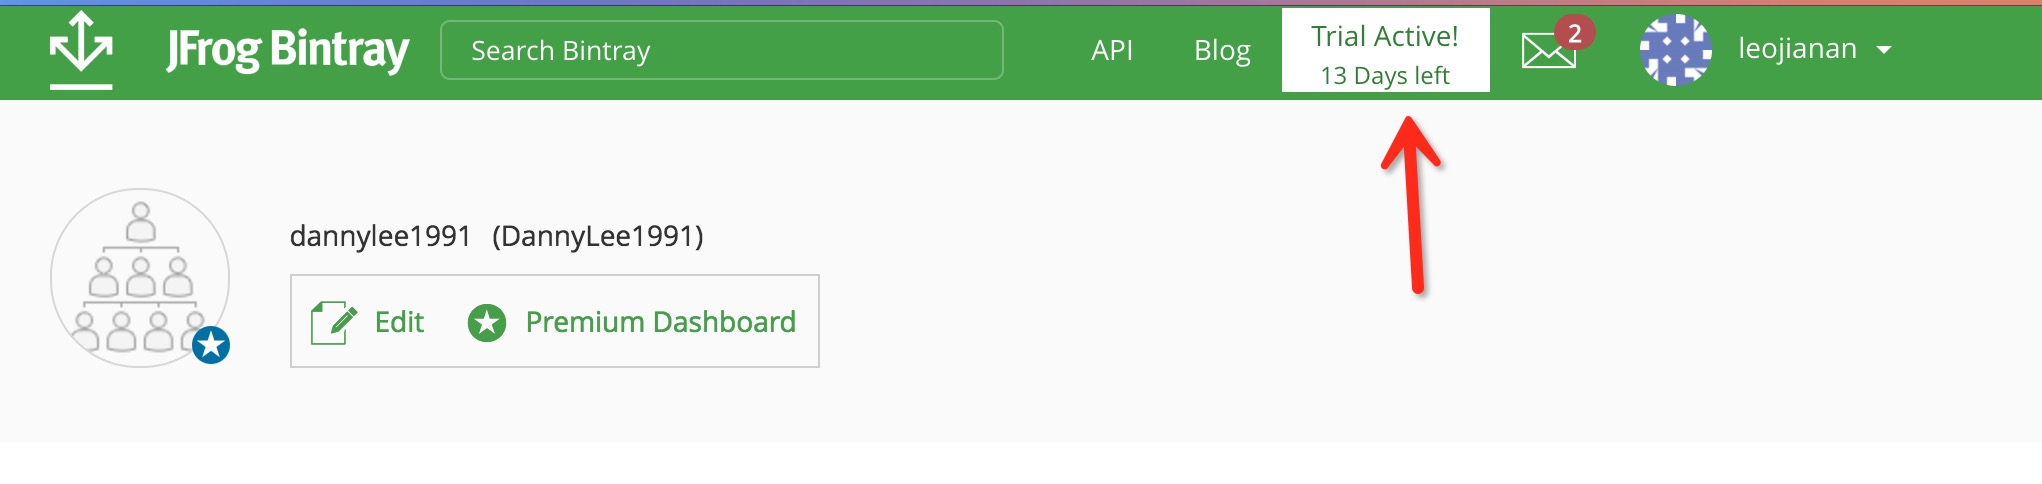 JFrog Bintray
Search Bintray
API
Blog
Trial Active!
13 Days left
2
leojianan
dannylee1991 (DannyLee1991)
Edit
Premium Dashboard